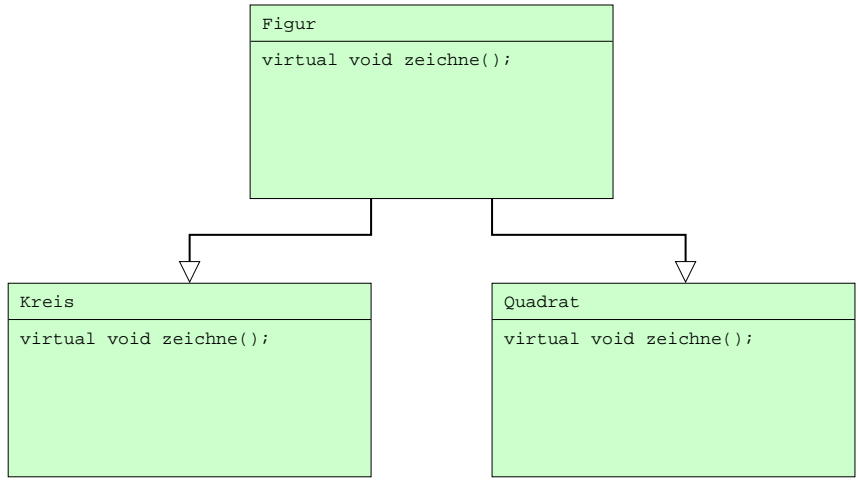 Figur
virtual void zeichne();
Kreis
virtual void zeichne();
Quadrat
virtual void zeichne();